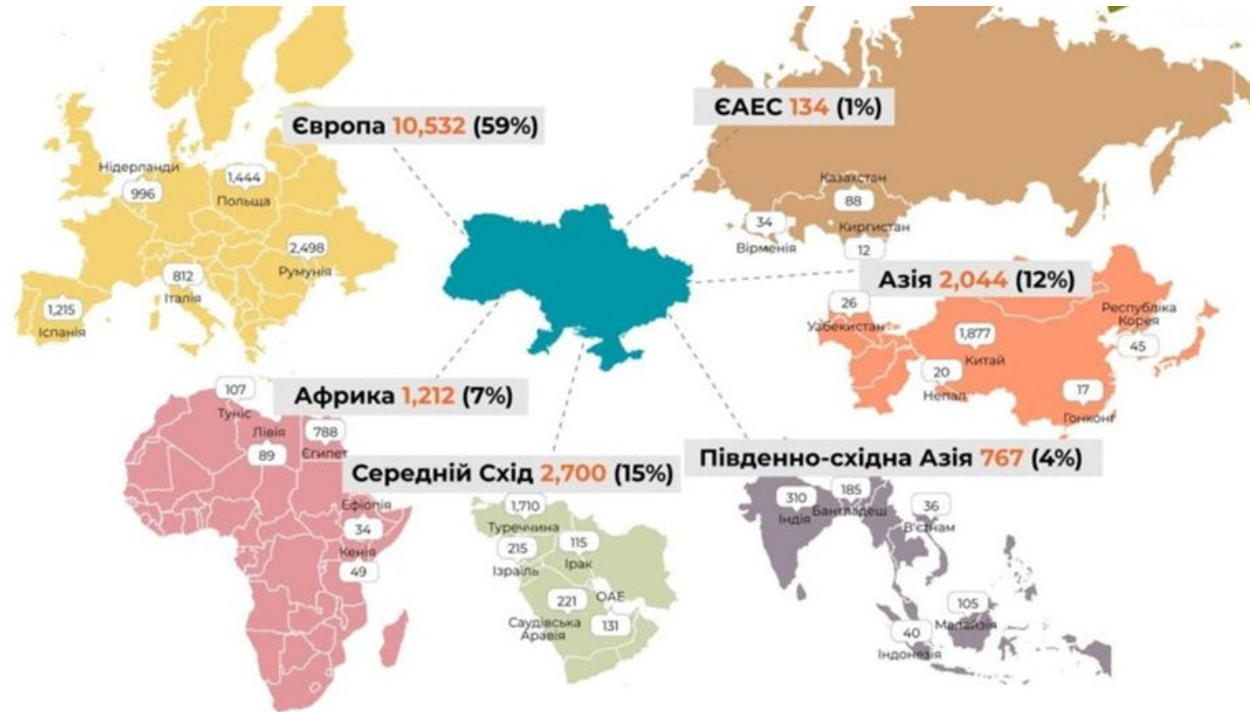 Європа 10,532 (59%)
Нідерланди
996
1,444
Польща
2,498
Румунія
812
Італія
1,215
Іспанія
ЄАЕС 134 (1%)
Казахстан
88
34
Вірменія
Киргистан
12
Азія 2,044 (12%)
26
Узбекистан
1,877
Китай
Республіка
Корея
45
20
Непал
17
Гонконг
Африка 1,212 (7%)
107
Туніс
Лівія
89
788
Єгипет
Ефіопія
34
Кенія
49
Середній Схід 2,700 (15%)
1,710
Туреччина
215
Ізраїль
115
Ірак
221
Саудівська
Аравія
ОАЕ
131
Південно-східна Азія 767 (4%)
310
Індія
185
Бангладеш
36
В'єтнам
105
Малайзія
40
Індонезія